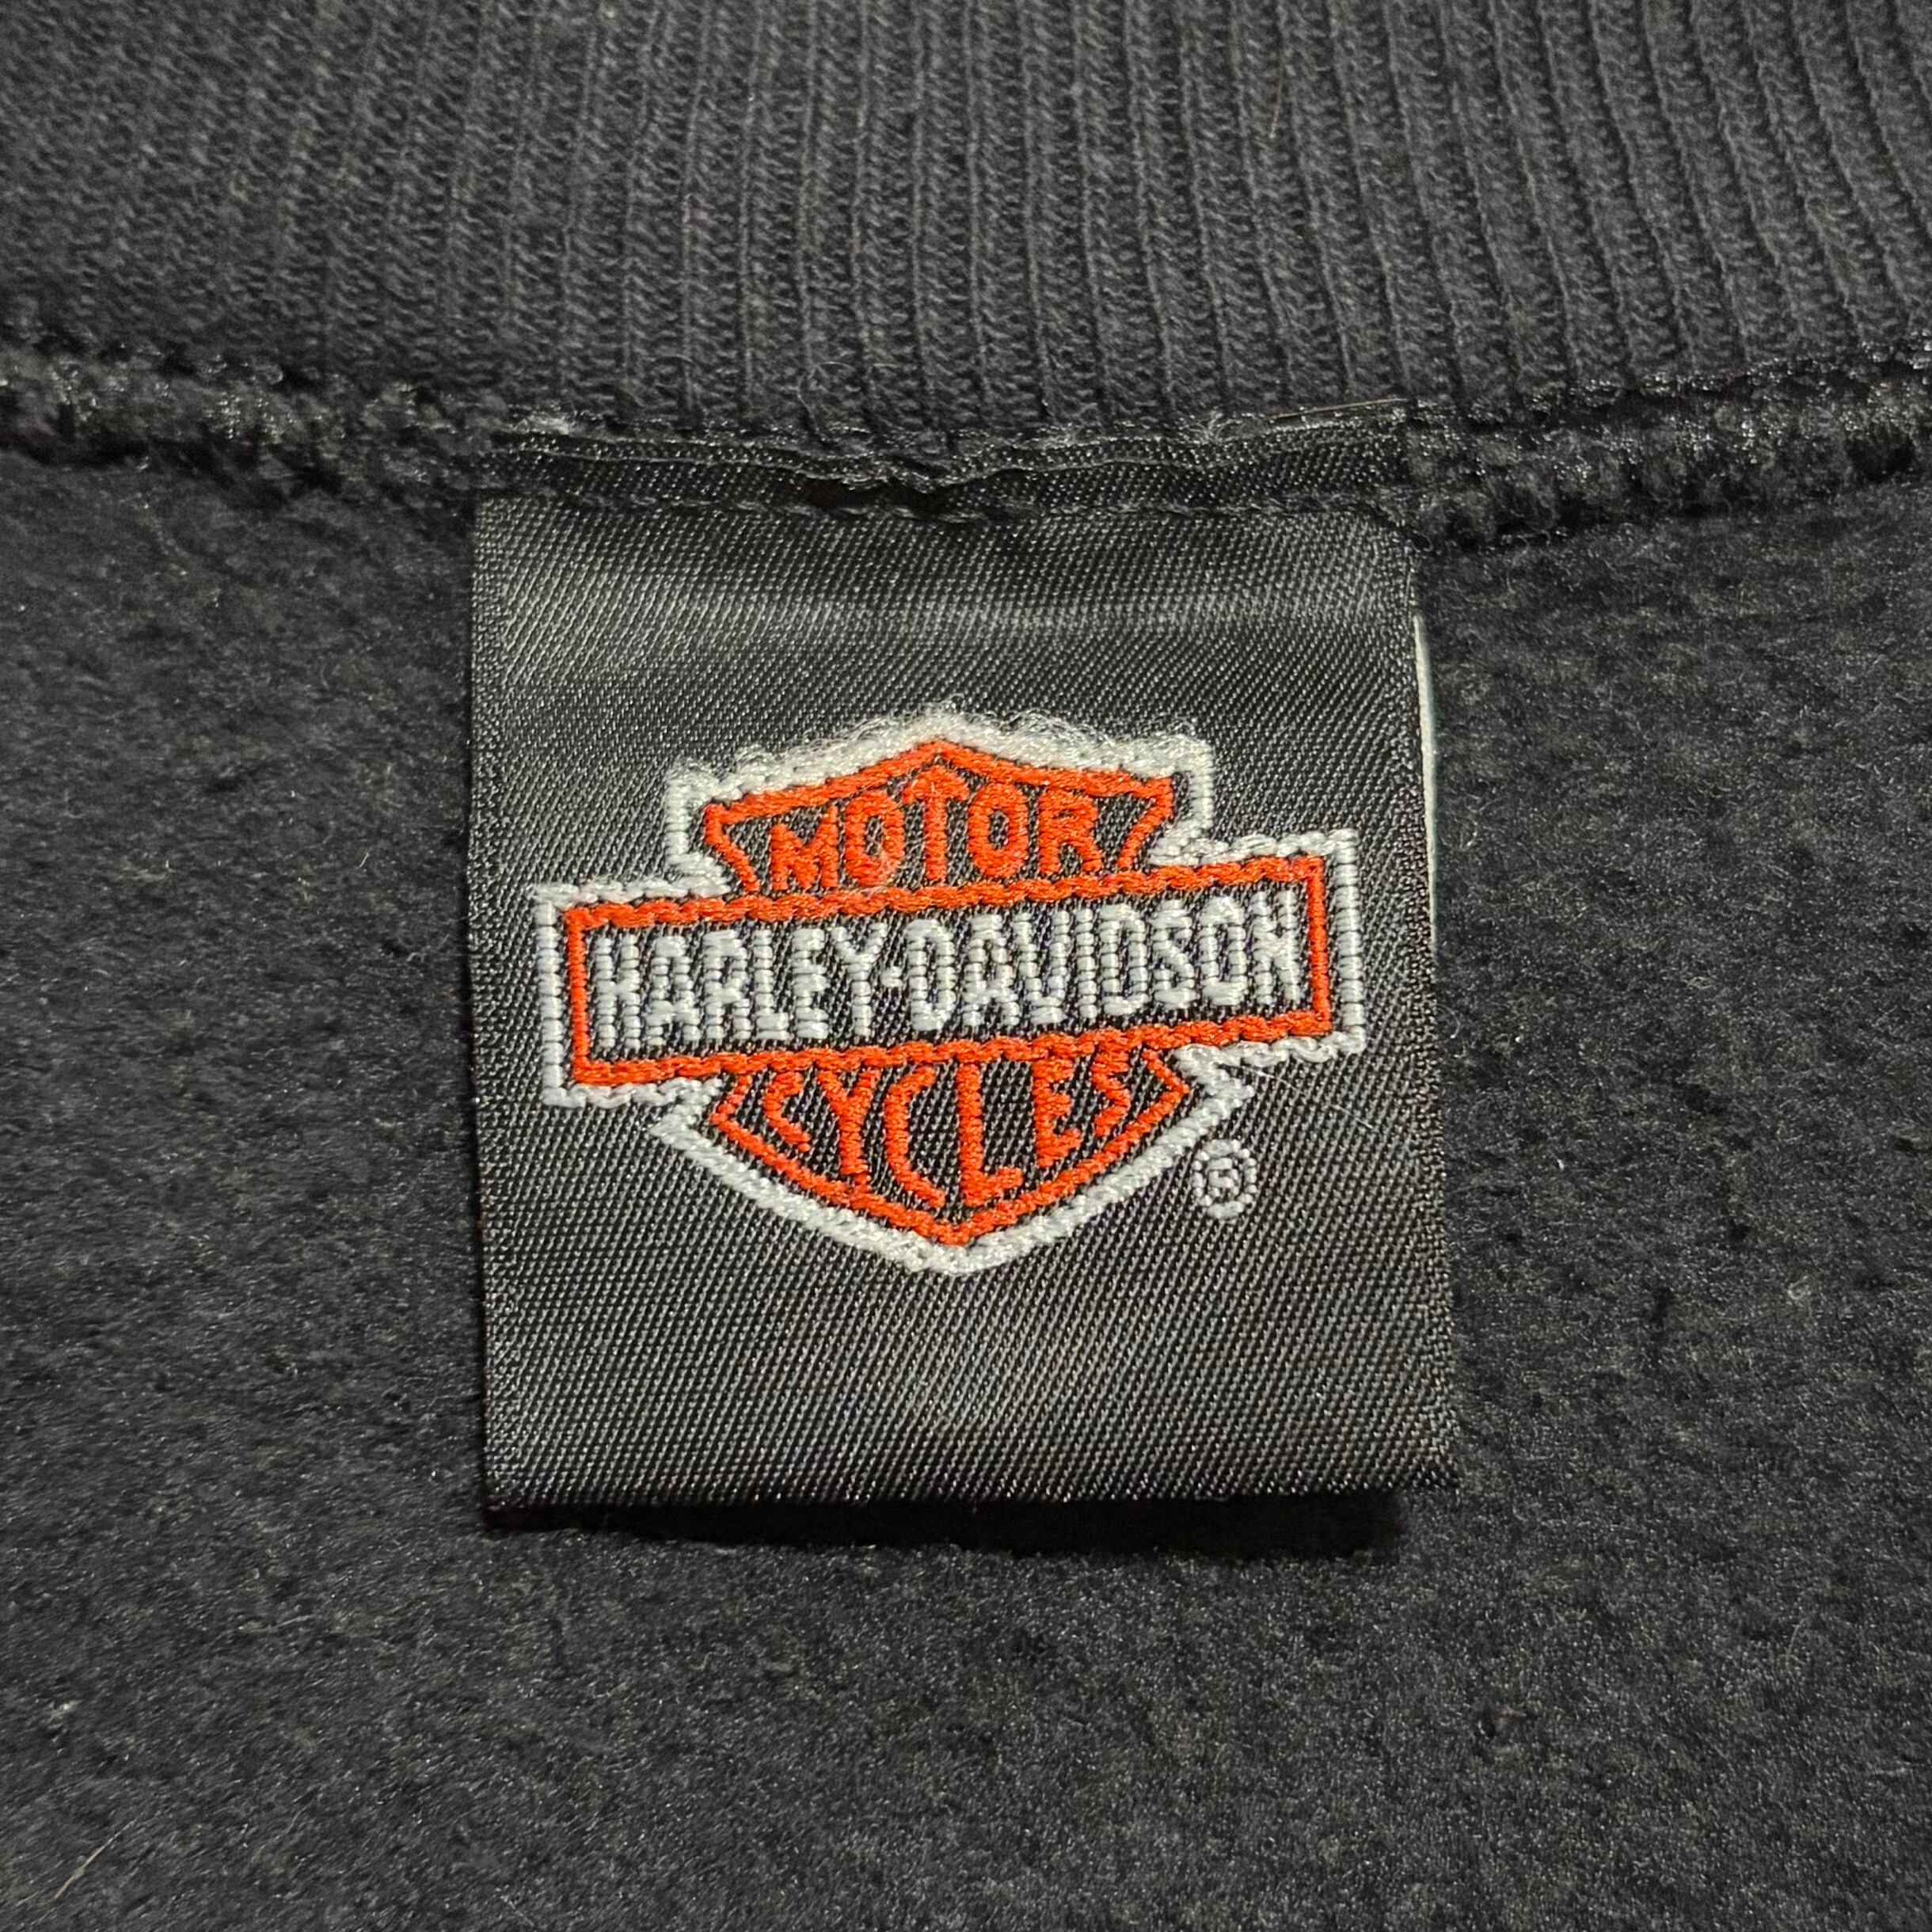 MOTOR
HARLEY-DAVIDSON
CYCLES
®